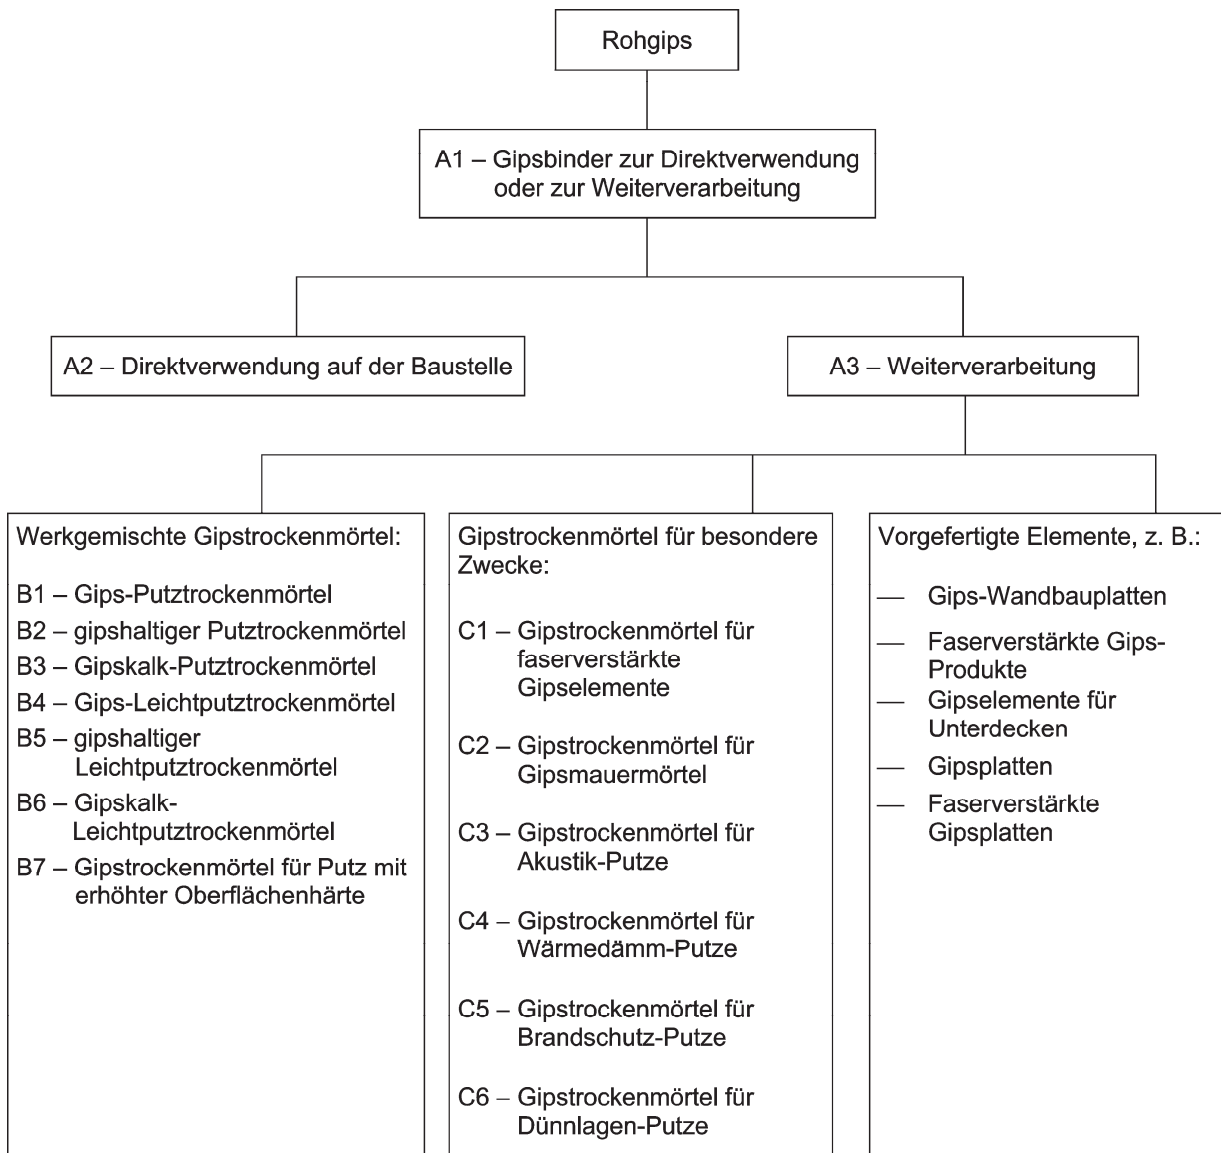 Rohgips
A1 – Gipsbinder zur Direktverwendung
oder zur Weiterverarbeitung
A2 – Direktverwendung auf der Baustelle
A3 – Weiterverarbeitung
Werkgemischte Gipstrockenmörtel:
B1 – Gips-Putztrockenmörtel
B2 – gipshaltiger Putztrockenmörtel
B3 – Gipskalk-Putztrockenmörtel
B4 – Gips-Leichtputztrockenmörtel
B5 – gipshaltiger
Leichtputztrockenmörtel
B6 – Gipskalk-
Leichtputztrockenmörtel
B7 – Gipstrockenmörtel für Putz mit
erhöhter Oberflächenhärte
Gipstrockenmörtel für besondere
Zwecke:
C1 – Gipstrockenmörtel für
faserverstärkte
Gipselemente
C2 – Gipstrockenmörtel für
Gipsmauermörtel
C3 – Gipstrockenmörtel für
Akustik-Putze
C4 – Gipstrockenmörtel für
Wärmedämm-Putze
C5 – Gipstrockenmörtel für
Brandschutz-Putze
C6 – Gipstrockenmörtel für
Dünnlagen-Putze
Vorgefertigte Elemente, z. B.:
— Gips-Wandbauplatten
— Faserverstärkte Gips-
Produkte
— Gipselemente für
Unterdecken
— Gipsplatten
— Faserverstärkte
Gipsplatten